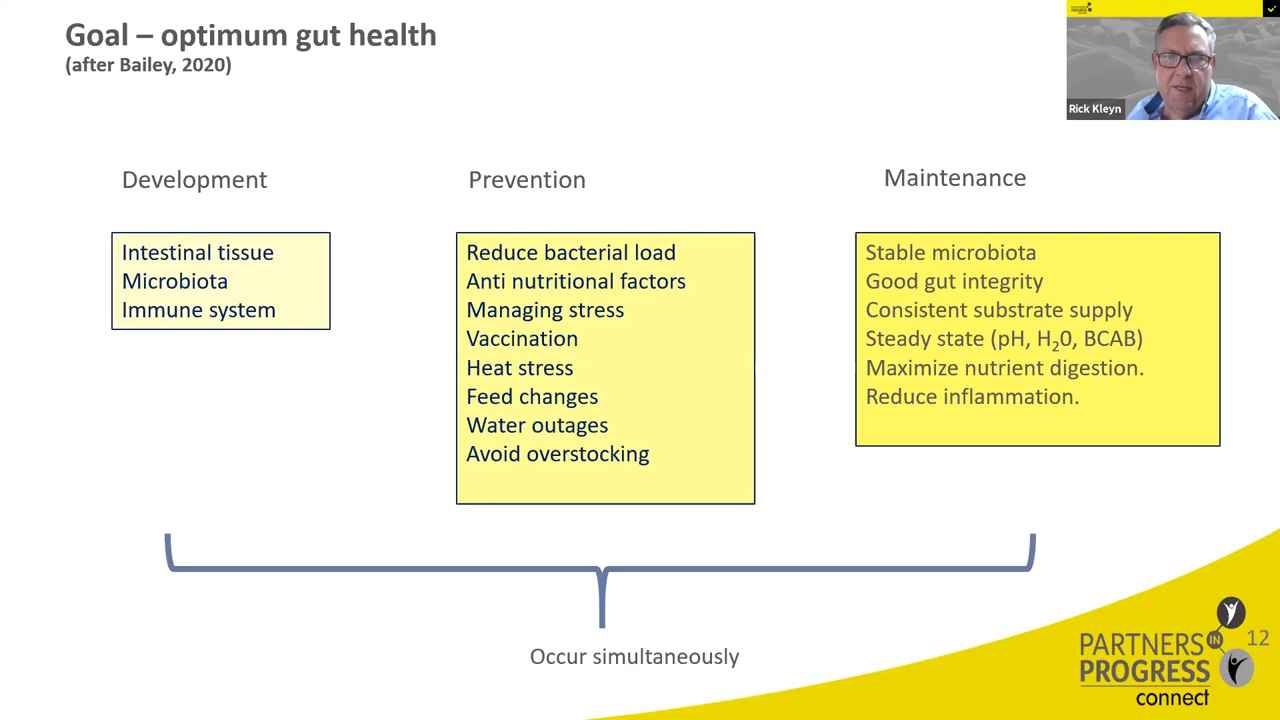 Goal – optimum gut health
(after Bailey, 2020)
Rick Kleyn
Development
Intestinal tissue
Microbiota
Immune system
Prevention
Reduce bacterial load
Anti nutritional factors
Managing stress
Vaccination
Heat stress
Feed changes
Water outages
Avoid overstocking
Maintenance
Stable microbiota
Good gut integrity
Consistent substrate supply
Steady state (pH, H₂0, BCAB)
Maximize nutrient digestion.
Reduce inflammation.
Occur simultaneously
PARTNERS IN
PROGRESS
connect
12
PARTNERS
PROGRESS